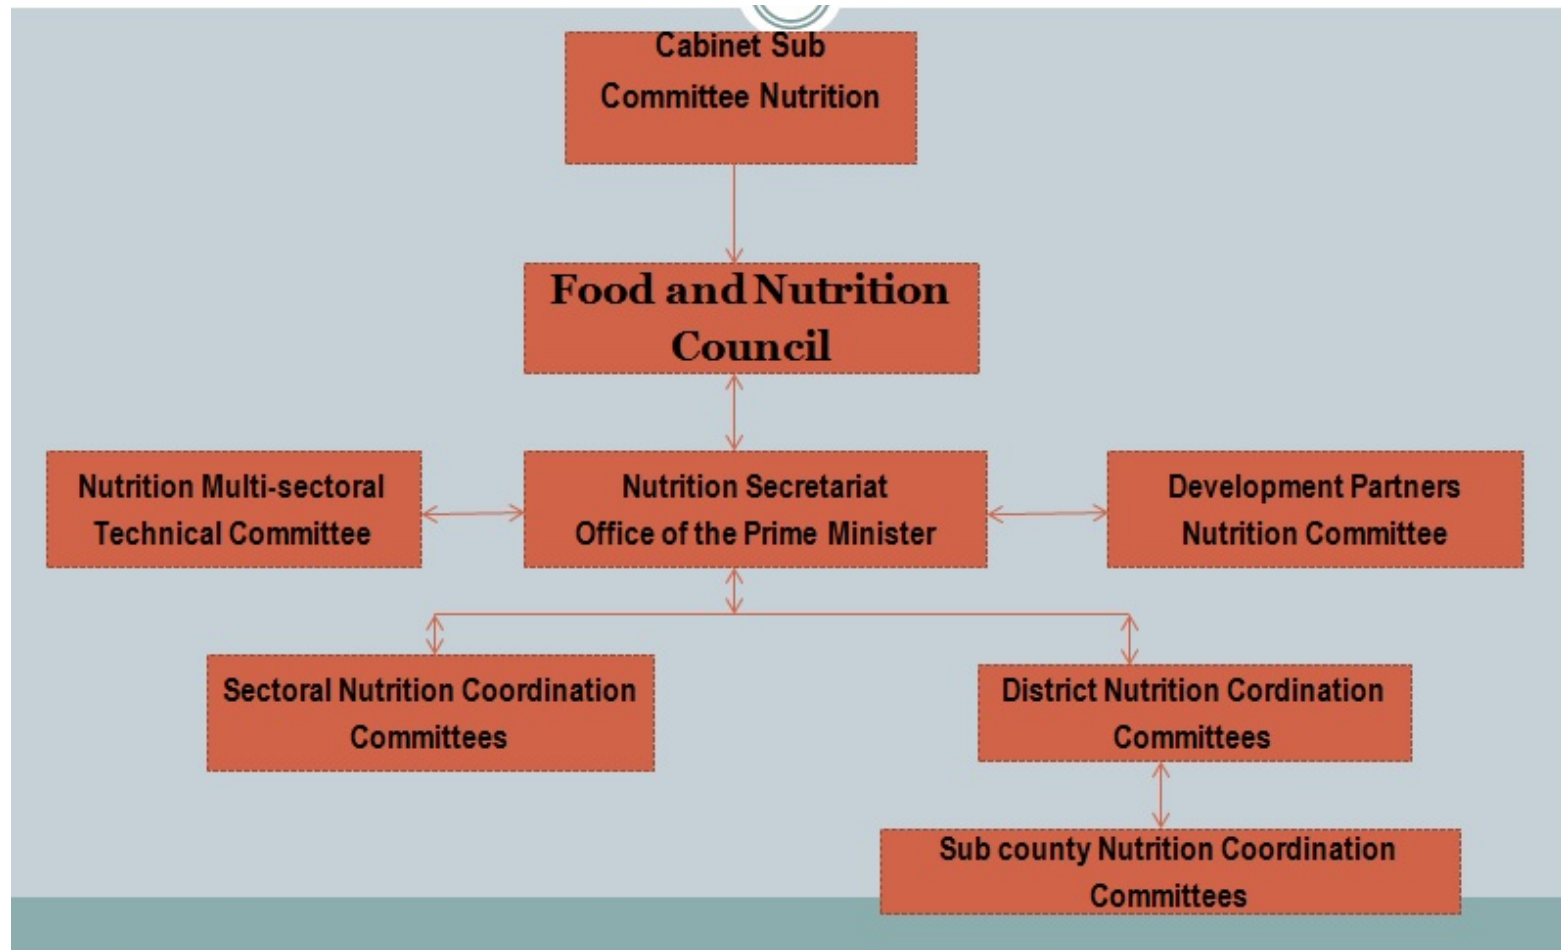 Cabinet Sub
Committee Nutrition
Food and Nutrition
Council
Nutrition Multi-sectoral
Technical Committee
Nutrition Secretariat
Office of the Prime Minister
Development Partners
Nutrition Committee
Sectoral Nutrition Coordination
Committees
District Nutrition Cordination
Committees
Sub county Nutrition Coordination
Committees